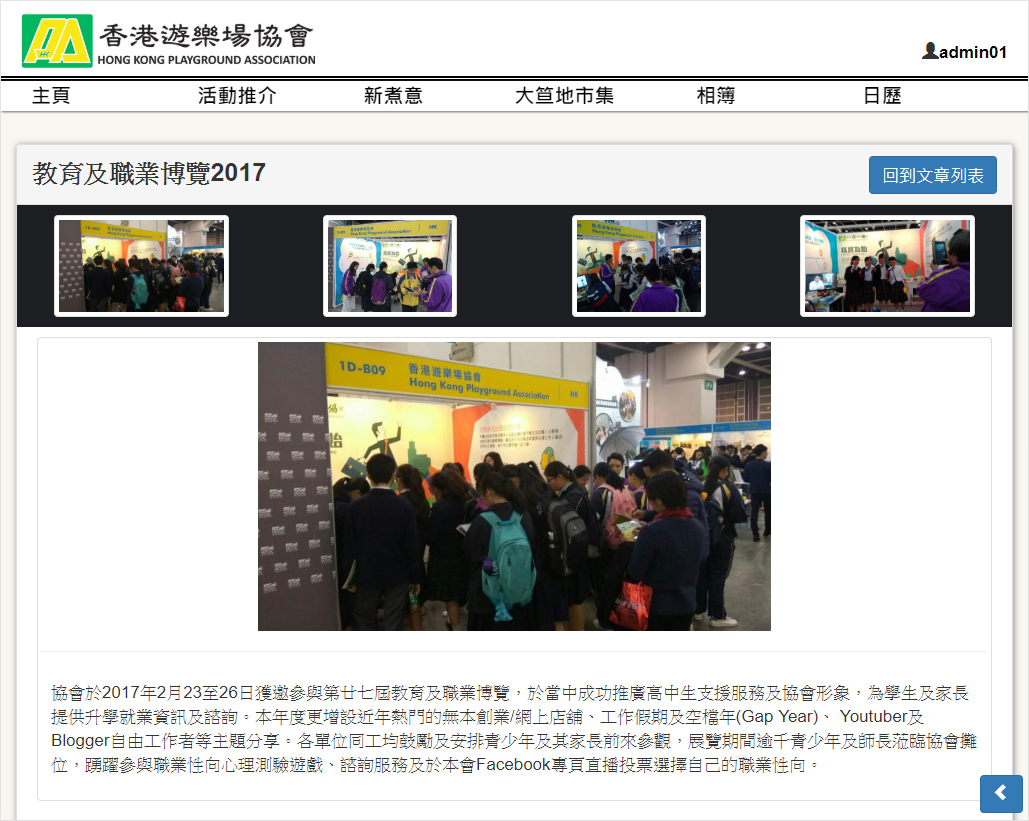 香港遊樂場協會
HONG KONG PLAYGROUND ASSOCIATION
admin01
主頁 活動推介 新煮意 大笪地市集 相簿 日歷
教育及職業博覽2017
回到文章列表
1D-B09 香港遊樂場協會
Hong Kong Playground Association HK
協會於2017年2月23至26日獲邀參與第廿七屆教育及職業博覽，於當中成功推廣高中生支援服務及協會形象，為學生及家長
提供升學就業資訊及諮詢。本年度更增設近年熱門的無本創業/網上店舖、工作假期及空檔年(Gap Year)、 Youtuber及
Blogger自由工作者等主題分享。各單位同工均鼓勵及安排青少年及其家長前來參觀，展覽期間逾千青少年及師長蒞臨協會攤
位，踴躍參與職業性向心理測驗遊戲、諮詢服務及於本會Facebook專頁直播投票選擇自己的職業性向。